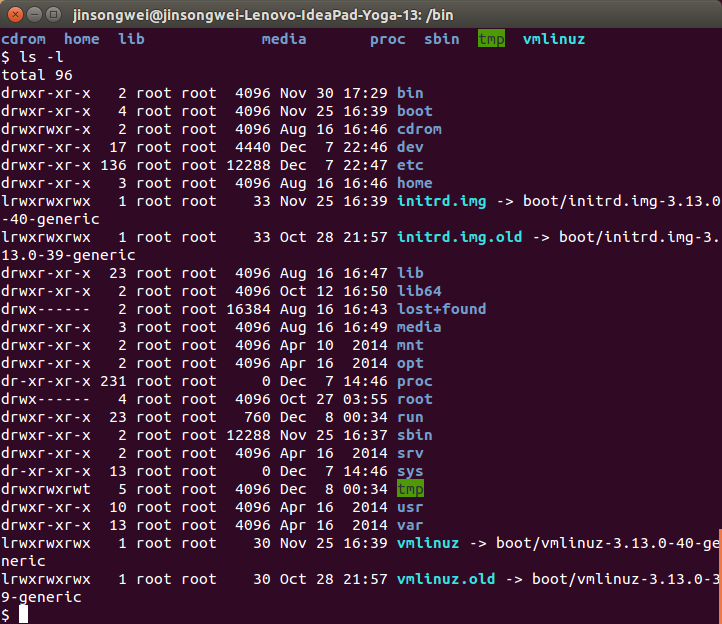 jinsongwei@jinsongwei-Lenovo-IdeaPad-Yoga-13: /bin
cdrom  home  lib             media       proc  sbin  tmp  vmlinuz
$ ls -l
total 96
drwxr-xr-x   2 root root  4096 Nov 30 17:29 bin
drwxr-xr-x   4 root root  4096 Nov 25 16:39 boot
drwxr-xr-x   2 root root  4096 Aug 16 16:46 cdrom
drwxr-xr-x  17 root root  4440 Dec  7 22:46 dev
drwxr-xr-x 136 root root 12288 Dec  7 22:47 etc
drwxr-xr-x   3 root root  4096 Aug 16 16:46 home
lrwxrwxrwx   1 root root    33 Nov 25 16:39 initrd.img -> boot/initrd.img-3.13.0
-40-generic
lrwxrwxrwx   1 root root    33 Oct 28 21:57 initrd.img.old -> boot/initrd.img-3.
13.0-39-generic
drwxr-xr-x  23 root root  4096 Aug 16 16:47 lib
drwxr-xr-x   2 root root  4096 Oct 12 16:50 lib64
drwx------   2 root root 16384 Aug 16 16:43 lost+found
drwxr-xr-x   3 root root  4096 Aug 16 16:49 media
drwxr-xr-x   2 root root  4096 Apr 10  2014 mnt
drwxr-xr-x   2 root root  4096 Apr 16  2014 opt
dr-xr-xr-x 231 root root     0 Dec  7 14:46 proc
drwx------   4 root root  4096 Oct 27 03:55 root
drwxr-xr-x  23 root root   760 Dec  8 00:34 run
drwxr-xr-x   2 root root 12288 Nov 25 16:37 sbin
drwxr-xr-x   2 root root  4096 Apr 16  2014 srv
dr-xr-xr-x  13 root root     0 Dec  7 14:46 sys
drwxrwxrwt   5 root root  4096 Dec  8 00:34 tmp
drwxr-xr-x  10 root root  4096 Apr 16  2014 usr
drwxr-xr-x  13 root root  4096 Apr 16  2014 var
lrwxrwxrwx   1 root root    30 Nov 25 16:39 vmlinuz -> boot/vmlinuz-3.13.0-40-ge
neric
lrwxrwxrwx   1 root root    30 Oct 28 21:57 vmlinuz.old -> boot/vmlinuz-3.13.0-3
9-generic
$